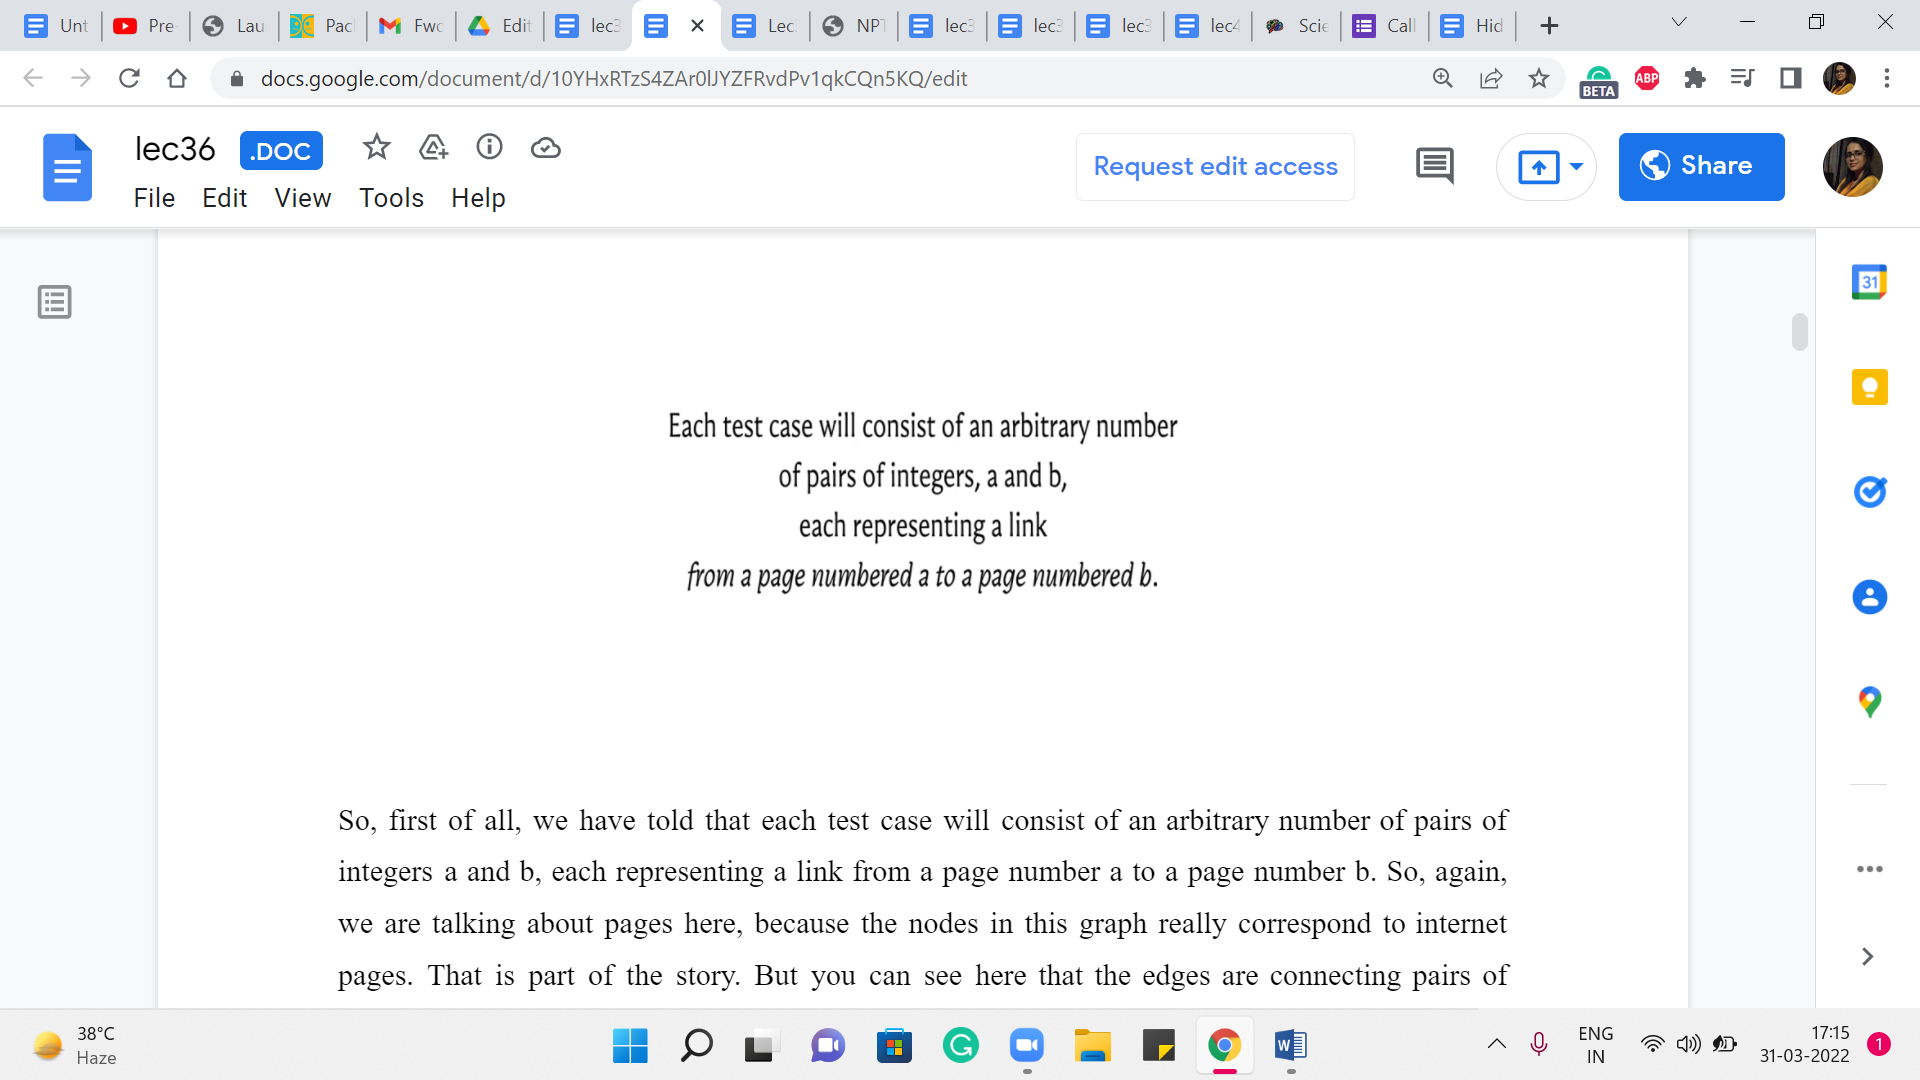 Unt
Pre
Lau
Pac
Fwd
Edit
lec3
Lec
NPT
lec3
lec3
lec3
lec4
Scie
Call
Hid
docs.google.com/document/d/10YHxRTzS4ZAr0lJYZFRvdPv1qkCQn5KQ/edit
BETA
ABP
lec36 .DOC
File Edit View Tools Help
Request edit access
Share
31
Each test case will consist of an arbitrary number
of pairs of integers, a and b,
each representing a link
from a page numbered a to a page numbered b.
So, first of all, we have told that each test case will consist of an arbitrary number of pairs of
integers a and b, each representing a link from a page number a to a page number b. So, again,
we are talking about pages here, because the nodes in this graph really correspond to internet
pages. That is part of the story. But you can see here that the edges are connecting pairs of
38°C
Haze
ENG
IN
17:15
31-03-2022
1